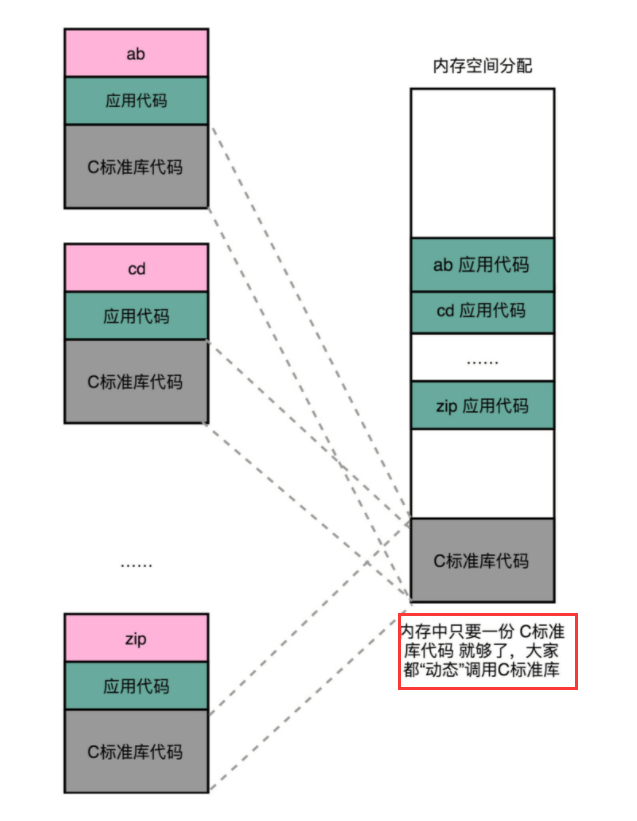 ab
应用代码
C标准库代码
cd
应用代码
C标准库代码
……
zip
应用代码
C标准库代码
内存空间分配
ab 应用代码
cd 应用代码
……
zip 应用代码
C标准库代码
内存中只要一份 C标准
库代码 就够了，大家
都“动态”调用C标准库